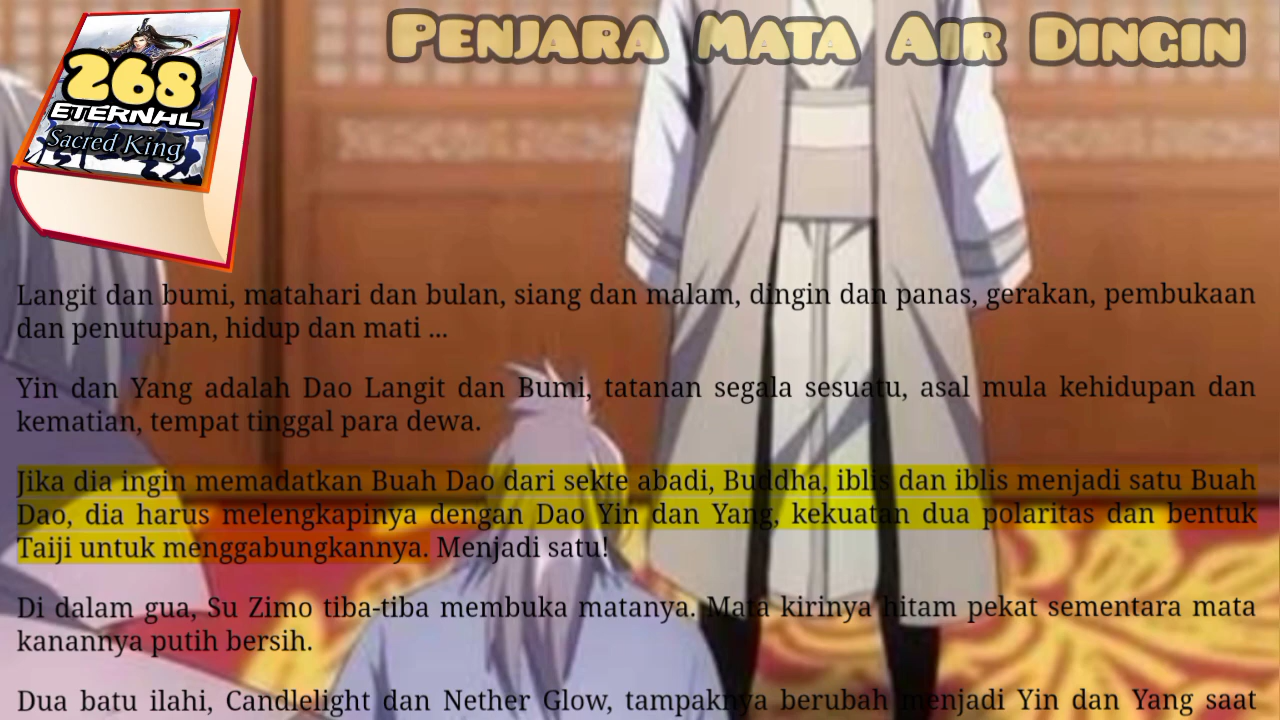 Penjara Mata Air Dingin
268
ETERNAL
Sacred King
Langit dan bumi, matahari dan bulan, siang dan malam, dingin dan panas, gerakan, pembukaan
dan penutupan, hidup dan mati ...
Yin dan Yang adalah Dao Langit dan Bumi, tatanan segala sesuatu, asal mula kehidupan dan
kematian, tempat tinggal para dewa.
Jika dia ingin memadatkan Buah Dao dari sekte abadi, Buddha, iblis dan iblis menjadi satu Buah
Dao, dia harus melengkapinya dengan Dao Yin dan Yang, kekuatan dua polaritas dan bentuk
Taiji untuk menggabungkannya. Menjadi satu!
Di dalam gua, Su Zimo tiba-tiba membuka matanya. Mata kirinya hitam pekat sementara mata
kanannya putih bersih.
Dua batu ilahi, Candlelight dan Nether Glow, tampaknya berubah menjadi Yin dan Yang saat